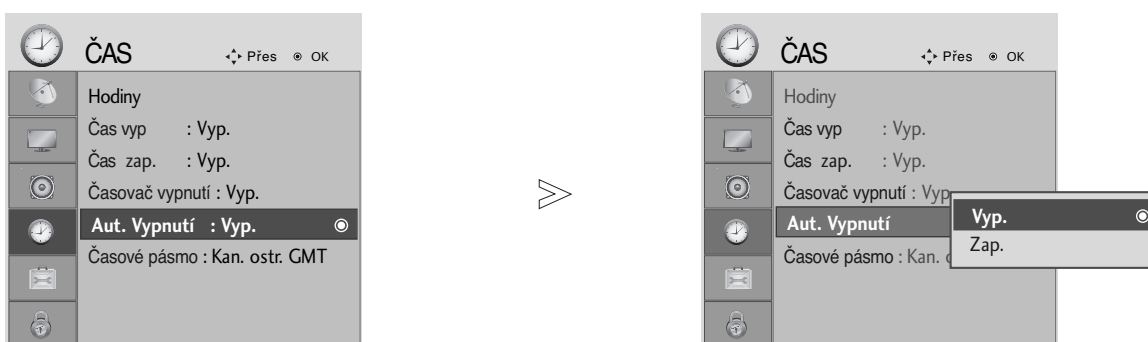 ČAS Přes OK
Hodiny
Čas vyp : Vyp.
Čas zap. : Vyp.
Časovač vypnutí : Vyp.
Aut. Vypnutí : Vyp.
Časové pásmo : Kan. ostr. GMT
ČAS Přes OK
Hodiny
Čas vyp : Vyp.
Čas zap. : Vyp.
Časovač vypnutí : Vyp
Aut. Vypnutí
Časové pásmo : Kan.
Vyp.
Zap.